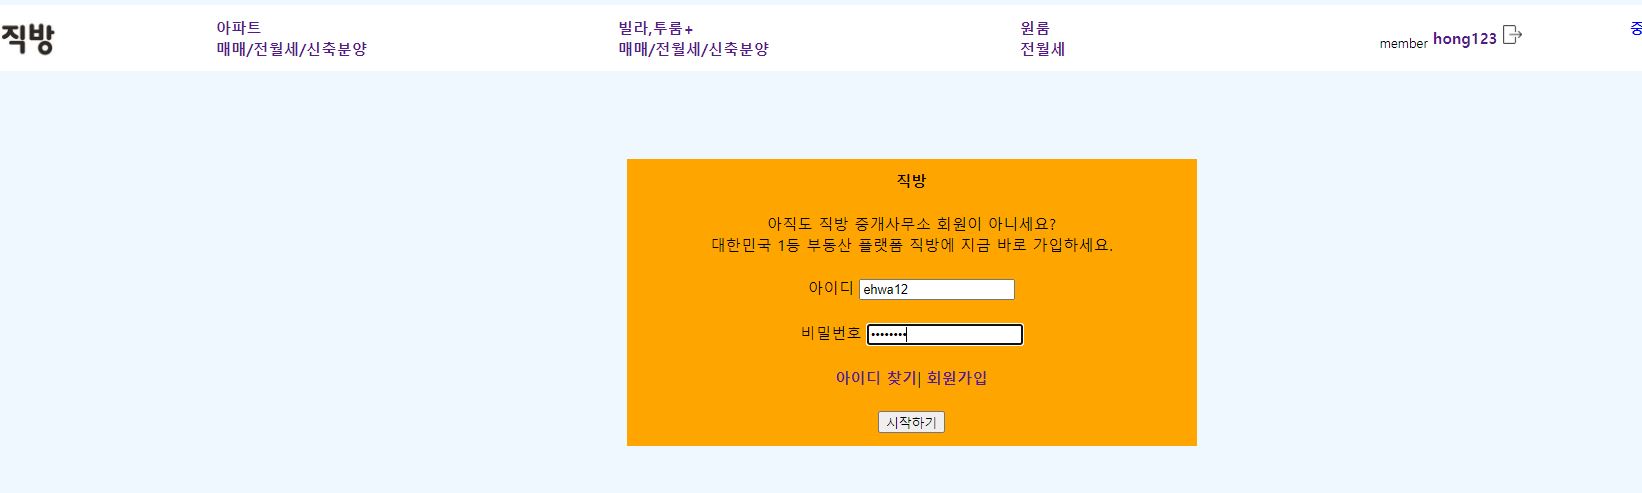 직방
아파트
매매/전월세/신축분양
빌라,투룸+
매매/전월세/신축분양
원룸
전월세
member hong123
중
직방
아직도 직방 중개사무소 회원이 아니세요?
대한민국 1등 부동산 플랫폼 직방에 지금 바로 가입하세요.
아이디 ehwa12
비밀번호 ••••••••
아이디 찾기| 회원가입
시작하기